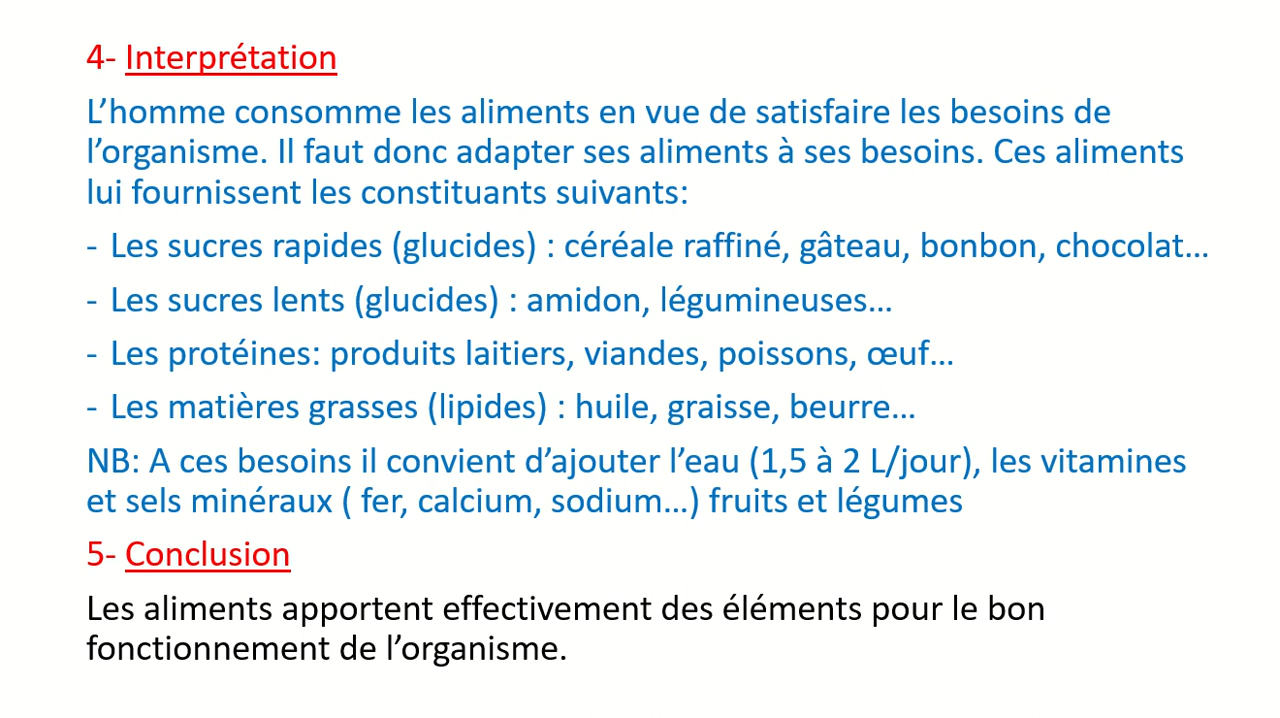 4- Interprétation
L’homme consomme les aliments en vue de satisfaire les besoins de
l’organisme. Il faut donc adapter ses aliments à ses besoins. Ces aliments
lui fournissent les constituants suivants:
- Les sucres rapides (glucides) : céréale raffiné, gâteau, bonbon, chocolat…
- Les sucres lents (glucides) : amidon, légumineuses…
- Les protéines: produits laitiers, viandes, poissons, œuf…
- Les matières grasses (lipides) : huile, graisse, beurre…
NB: A ces besoins il convient d’ajouter l’eau (1,5 à 2 L/jour), les vitamines
et sels minéraux ( fer, calcium, sodium…) fruits et légumes
5- Conclusion
Les aliments apportent effectivement des éléments pour le bon
fonctionnement de l’organisme.